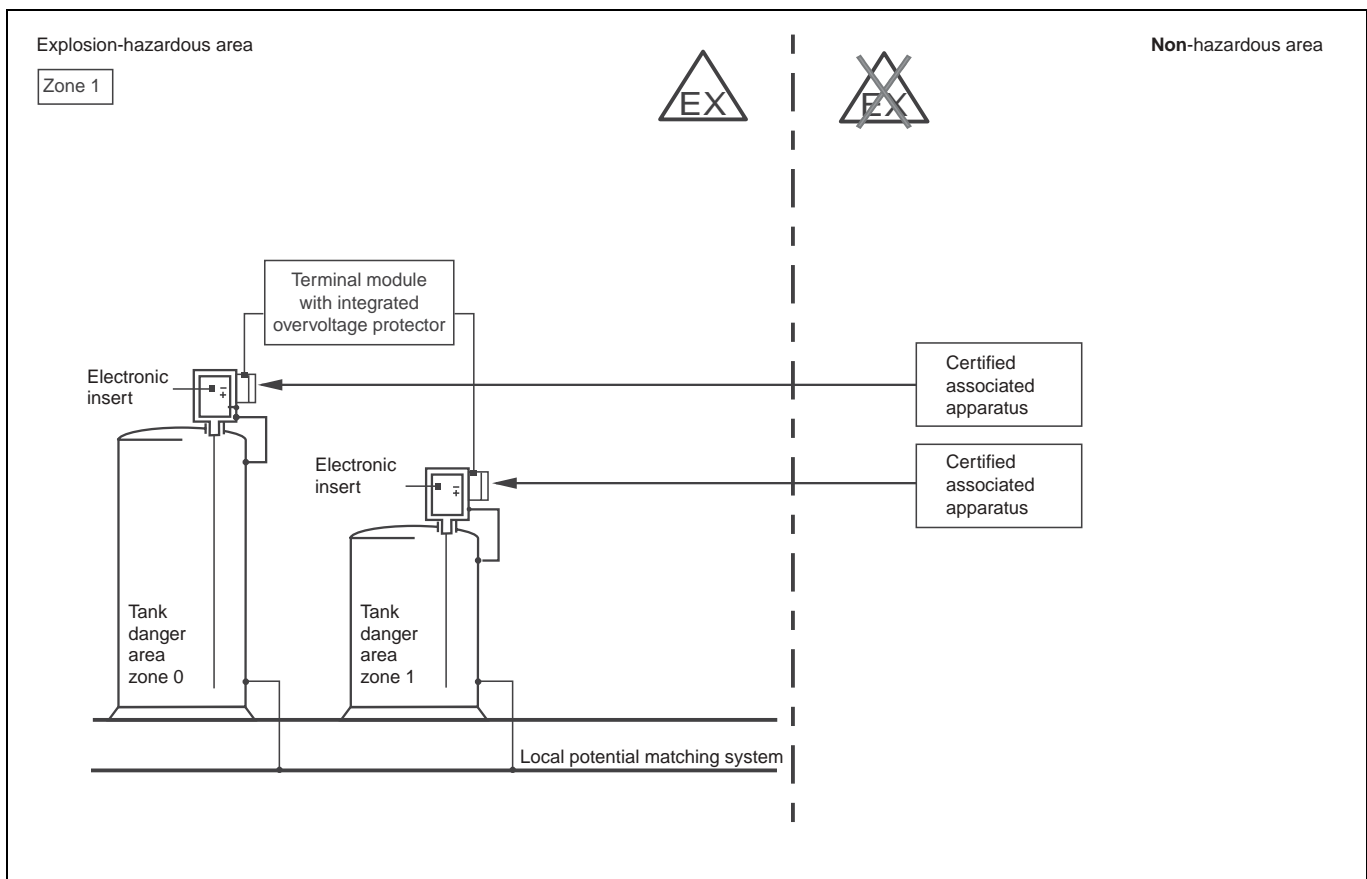 Explosion-hazardous area
Non-hazardous area
Zone 1
EX
EX
Terminal module
with integrated
overvoltage protector
Certified
associated
apparatus
Electronic
insert
- 
+
Certified
associated
apparatus
Electronic
insert
-
+
Tank
danger
area
zone 0
Tank
danger
area
zone 1
Local potential matching system